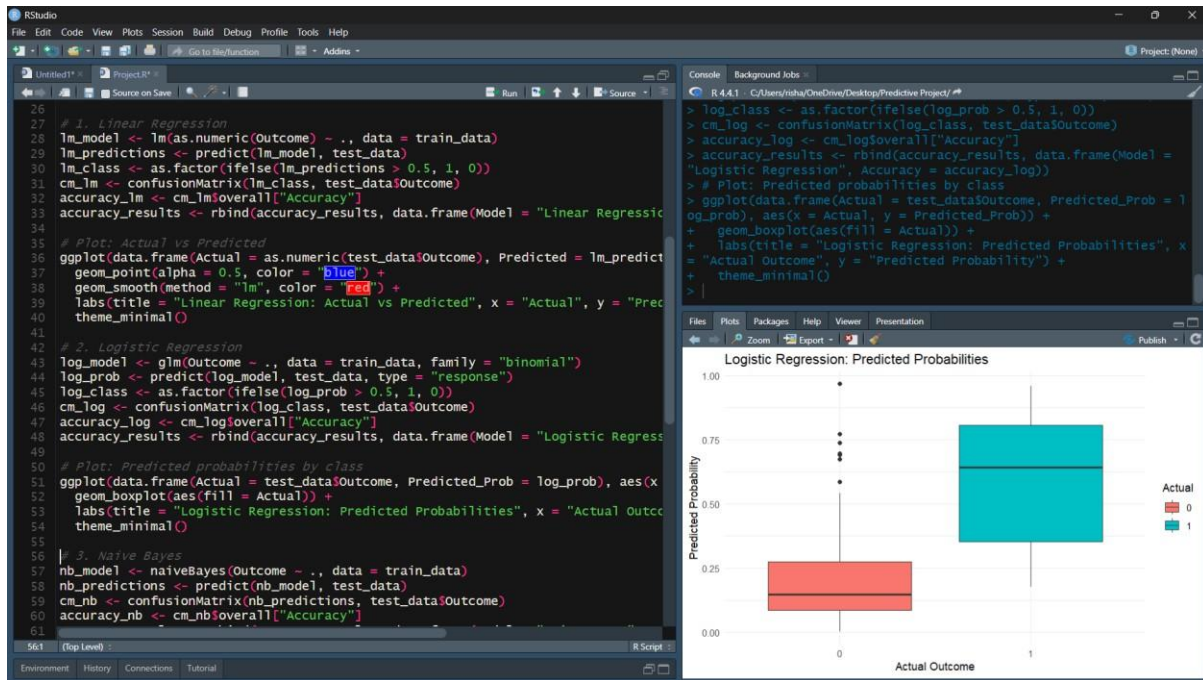 RStudio
File Edit Code View Plots Session Build Debug Profile Tools Help
Go to file/function
Addins
Project: (None)
Untitled1*
Project.R*
Source on Save
Run
Source
26
27 # 1. Linear Regression
28 lm_model <- lm(as.numeric(Outcome) ~ ., data = train_data)
29 lm_predictions <- predict(lm_model, test_data)
30 lm_class <- as.factor(ifelse(lm_predictions > 0.5, 1, 0))
31 cm_lm <- confusionMatrix(lm_class, test_data$Outcome)
32 accuracy_lm <- cm_lm$overall["Accuracy"]
33 accuracy_results <- rbind(accuracy_results, data.frame(Model = "Linear Regressic
34
35 # Plot: Actual vs Predicted
36 ggplot(data.frame(Actual = as.numeric(test_data$Outcome), Predicted = lm_predict
37 geom_point(alpha = 0.5, color = "blue") +
38 geom_smooth(method = "lm", color = "red") +
39 labs(title = "Linear Regression: Actual vs Predicted", x = "Actual", y = "Prec
40 theme_minimal()
41
42 # 2. Logistic Regression
43 log_model <- glm(Outcome ~ ., data = train_data, family = "binomial")
44 log_prob <- predict(log_model, test_data, type = "response")
45 log_class <- as.factor(ifelse(log_prob > 0.5, 1, 0))
46 cm_log <- confusionMatrix(log_class, test_data$Outcome)
47 accuracy_log <- cm_log$overall["Accuracy"]
48 accuracy_results <- rbind(accuracy_results, data.frame(Model = "Logistic Regress
49
50 # Plot: Predicted probabilities by class
51 ggplot(data.frame(Actual = test_data$Outcome, Predicted_Prob = log_prob), aes(x
52 geom_boxplot(aes(fill = Actual)) +
53 labs(title = "Logistic Regression: Predicted Probabilities", x = "Actual Outco
54 theme_minimal()
55
56 # 3. Naive Bayes
57 nb_model <- naiveBayes(Outcome ~ ., data = train_data)
58 nb_predictions <- predict(nb_model, test_data)
59 cm_nb <- confusionMatrix(nb_predictions, test_data$Outcome)
60 accuracy_nb <- cm_nb$overall["Accuracy"]
61
56:1 (Top Level)
R Script
Environment History Connections Tutorial
Console Background Jobs
R 4.4.1 · C:/Users/risha/OneDrive/Desktop/Predictive Project/
> log_class <- as.factor(ifelse(log_prob > 0.5, 1, 0))
> cm_log <- confusionMatrix(log_class, test_data$Outcome)
> accuracy_log <- cm_log$overall["Accuracy"]
> accuracy_results <- rbind(accuracy_results, data.frame(Model =
"Logistic Regression", Accuracy = accuracy_log))
> # Plot: Predicted probabilities by class
> ggplot(data.frame(Actual = test_data$Outcome, Predicted_Prob = l
og_prob), aes(x = Actual, y = Predicted_Prob)) +
+ geom_boxplot(aes(fill = Actual)) +
+ labs(title = "Logistic Regression: Predicted Probabilities", x
= "Actual Outcome", y = "Predicted Probability") +
+ theme_minimal()
>
Files Plots Packages Help Viewer Presentation
Zoom Export Publish
Logistic Regression: Predicted Probabilities
1.00
0.75
0.50
0.25
0.00
Predicted Probability
0 1
Actual Outcome
Actual
0
1